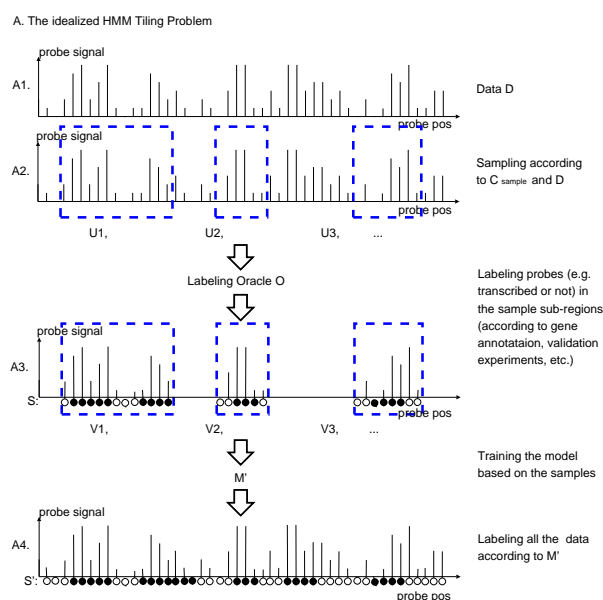 A. The idealized HMM Tiling Problem
probe signal
A1.
Data D
probe pos
probe signal
A2.
Sampling according
to C sample and D
probe pos
U1,
U2,
U3,
...
Labeling Oracle O
Labeling probes (e.g.
transcribed or not) in
the sample sub-regions
(according to gene
annotataion, validation
experiments, etc.)
probe signal
A3.
S:
probe pos
V1,
V2,
V3,
...
Training the model
based on the samples
M'
probe signal
A4.
Labeling all the data
according to M'
S':
probe pos